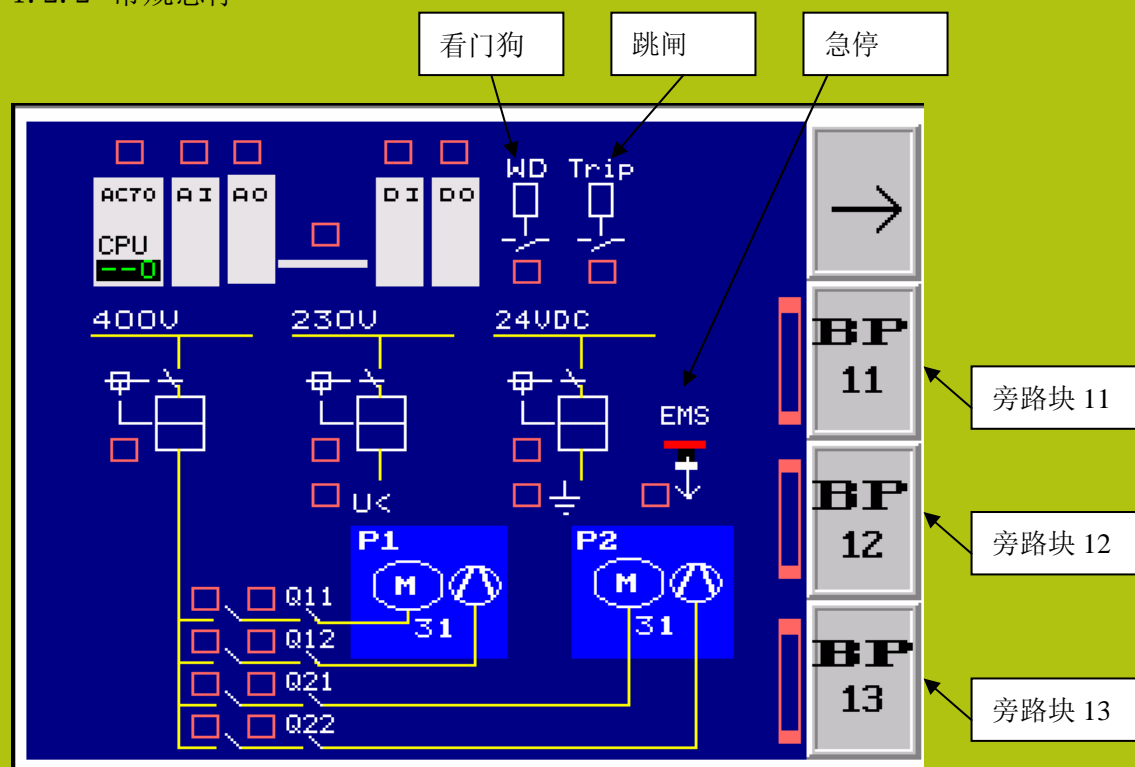 看门狗
跳闸
急停
WD Trip
AC70 AI AO DI DO
CPU
--0
400V 230V 24VDC
BP
11
旁路块 11
EMS
U<
BP
12
旁路块 12
P1 P2
M M
31 31
Q11
Q12
Q21
Q22
BP
13
旁路块 13